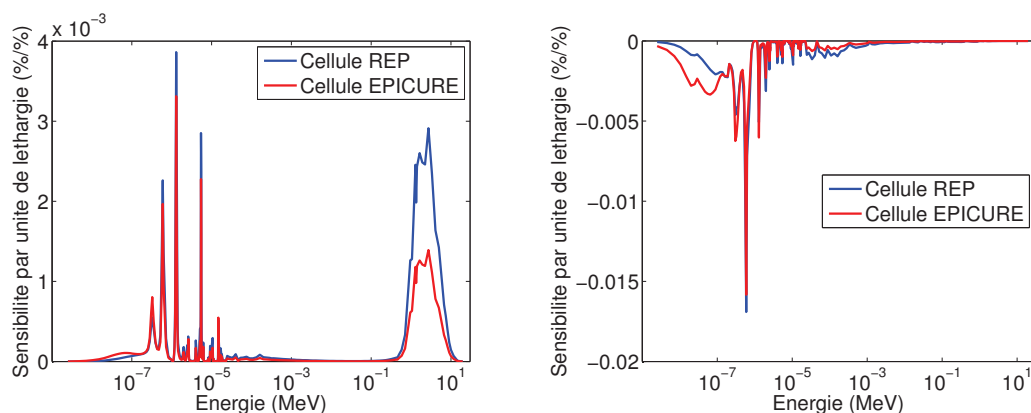 4 x 10⁻³
Cellule REP
Cellule EPICURE
3
2
1
0
Sensibilite par unite de lethargie (%/%)
10⁻⁷ 10⁻⁵ 10⁻³ 10⁻¹ 10¹
Energie (MeV)
0
−0.005
−0.01
−0.015
−0.02
Sensibilite par unite de lethargie (%/%)
Cellule REP
Cellule EPICURE
10⁻⁷ 10⁻⁵ 10⁻³ 10⁻¹ 10¹
Energie (MeV)